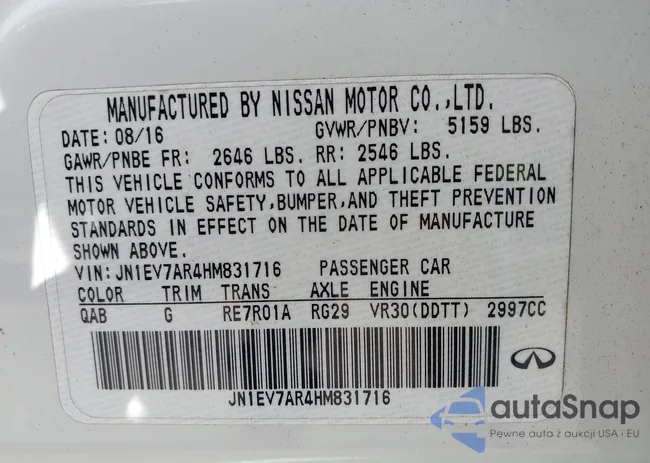 MANUFACTURED BY NISSAN MOTOR CO.,LTD.
DATE: 08/16 GVWR/PNBV: 5159 LBS.
GAWR/PNBE FR: 2646 LBS. RR: 2546 LBS.
THIS VEHICLE CONFORMS TO ALL APPLICABLE FEDERAL
MOTOR VEHICLE SAFETY,BUMPER,AND THEFT PREVENTION
STANDARDS IN EFFECT ON THE DATE OF MANUFACTURE
SHOWN ABOVE.
VIN:JN1EV7AR4HM831716 PASSENGER CAR
COLOR TRIM TRANS AXLE ENGINE
QAB G RE7R01A RG29 VR30(DDTT) 2997CC
JN1EV7AR4HM831716
autaSnap
Pewne auta z aukcji USA i EU